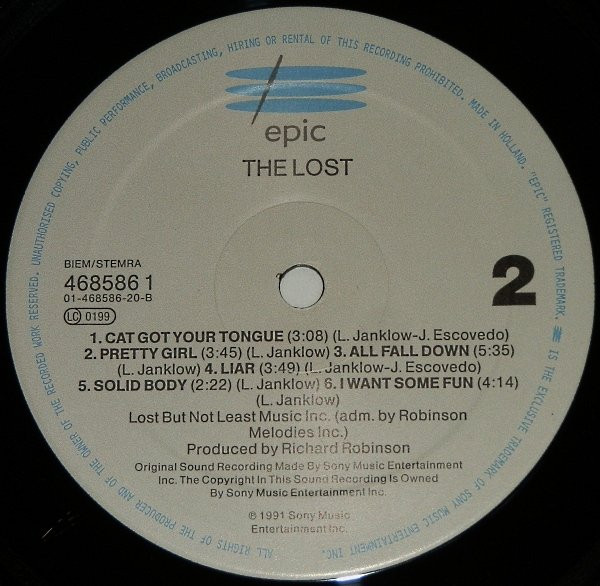 ALL RIGHTS OF THE PRODUCER AND OF THE OWNER OF THE RECORDED WORK RESERVED. UNAUTHORISED COPYING, PUBLIC PERFORMANCE, BROADCASTING, HIRING OR RENTAL OF THIS RECORDING PROHIBITED. MADE IN HOLLAND. "EPIC" REGISTERED TRADEMARK. IS THE EXCLUSIVE TRADEMARK OF SONY MUSIC ENTERTAINMENT INC.
epic
THE LOST
BIEM/STEMRA
468586 1
01-468586-20-B
LC 0199
2
1. CAT GOT YOUR TONGUE (3:08) (L. Janklow-J. Escovedo)
2. PRETTY GIRL (3:45) (L. Janklow) 3. ALL FALL DOWN (5:35)
(L. Janklow) 4. LIAR (3:49) (L. Janklow-J. Escovedo)
5. SOLID BODY (2:22) (L. Janklow) 6. I WANT SOME FUN (4:14)
(L. Janklow)
Lost But Not Least Music Inc. (adm. by Robinson
Melodies Inc.)
Produced by Richard Robinson
Original Sound Recording Made By Sony Music Entertainment
Inc. The Copyright In This Sound Recording Is Owned
By Sony Music Entertainment Inc.
℗ 1991 Sony Music
Entertainment Inc.